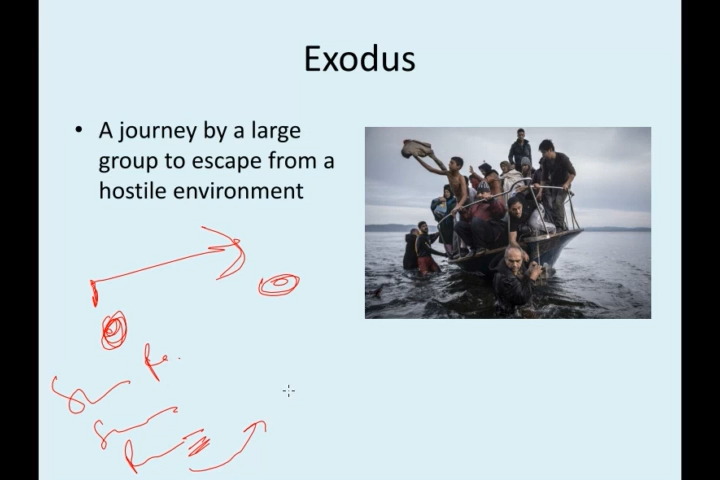 Exodus
• A journey by a large
group to escape from a
hostile environment